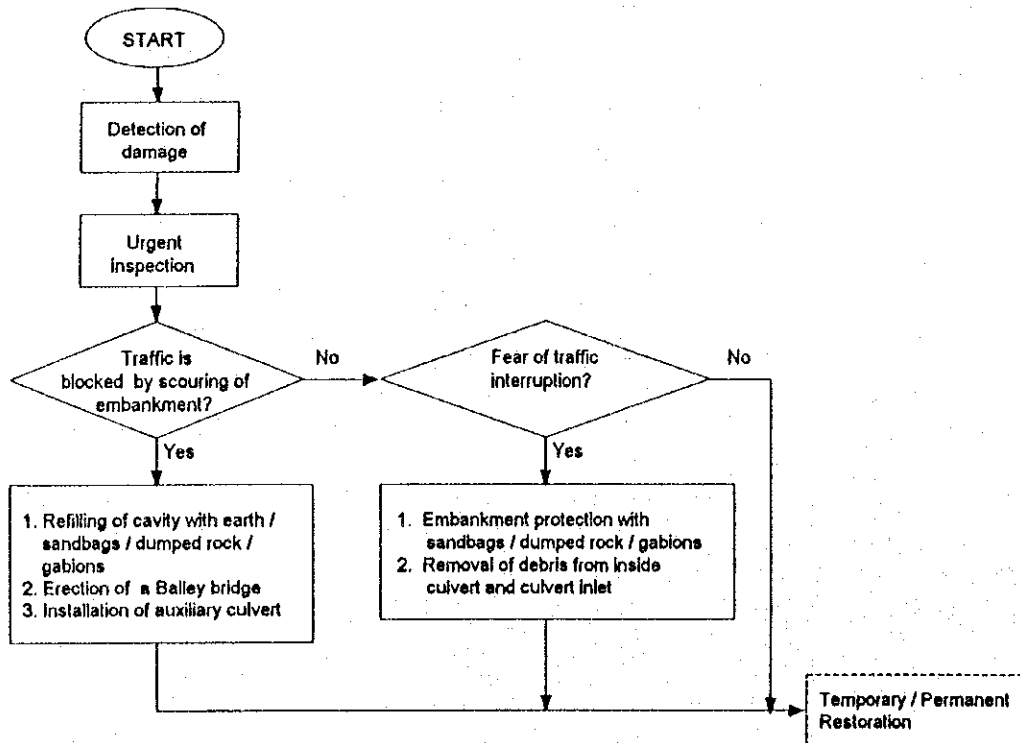 START
Detection of
damage
Urgent
inspection
Traffic is
blocked by scouring of
embankment?
No
Fear of traffic
interruption?
No
Yes
Yes
1. Refilling of cavity with earth /
sandbags / dumped rock /
gabions
2. Erection of a Bailey bridge
3. Installation of auxiliary culvert
1. Embankment protection with
sandbags / dumped rock / gabions
2. Removal of debris from inside
culvert and culvert inlet
Temporary / Permanent
Restoration